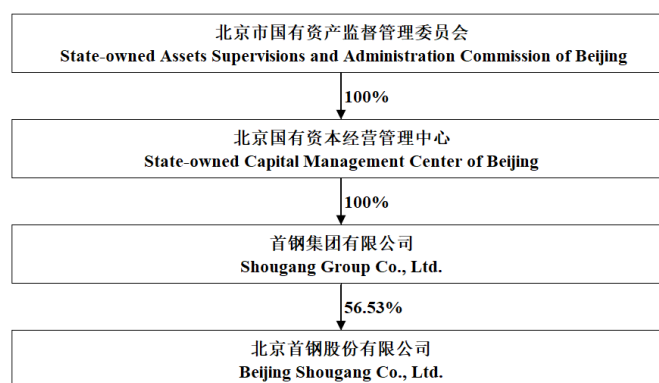 北京市国有资产监督管理委员会
State-owned Assets Supervisions and Administration Commission of Beijing
100%
北京国有资本经营管理中心
State-owned Capital Management Center of Beijing
100%
首钢集团有限公司
Shougang Group Co., Ltd.
56.53%
北京首钢股份有限公司
Beijing Shougang Co., Ltd.